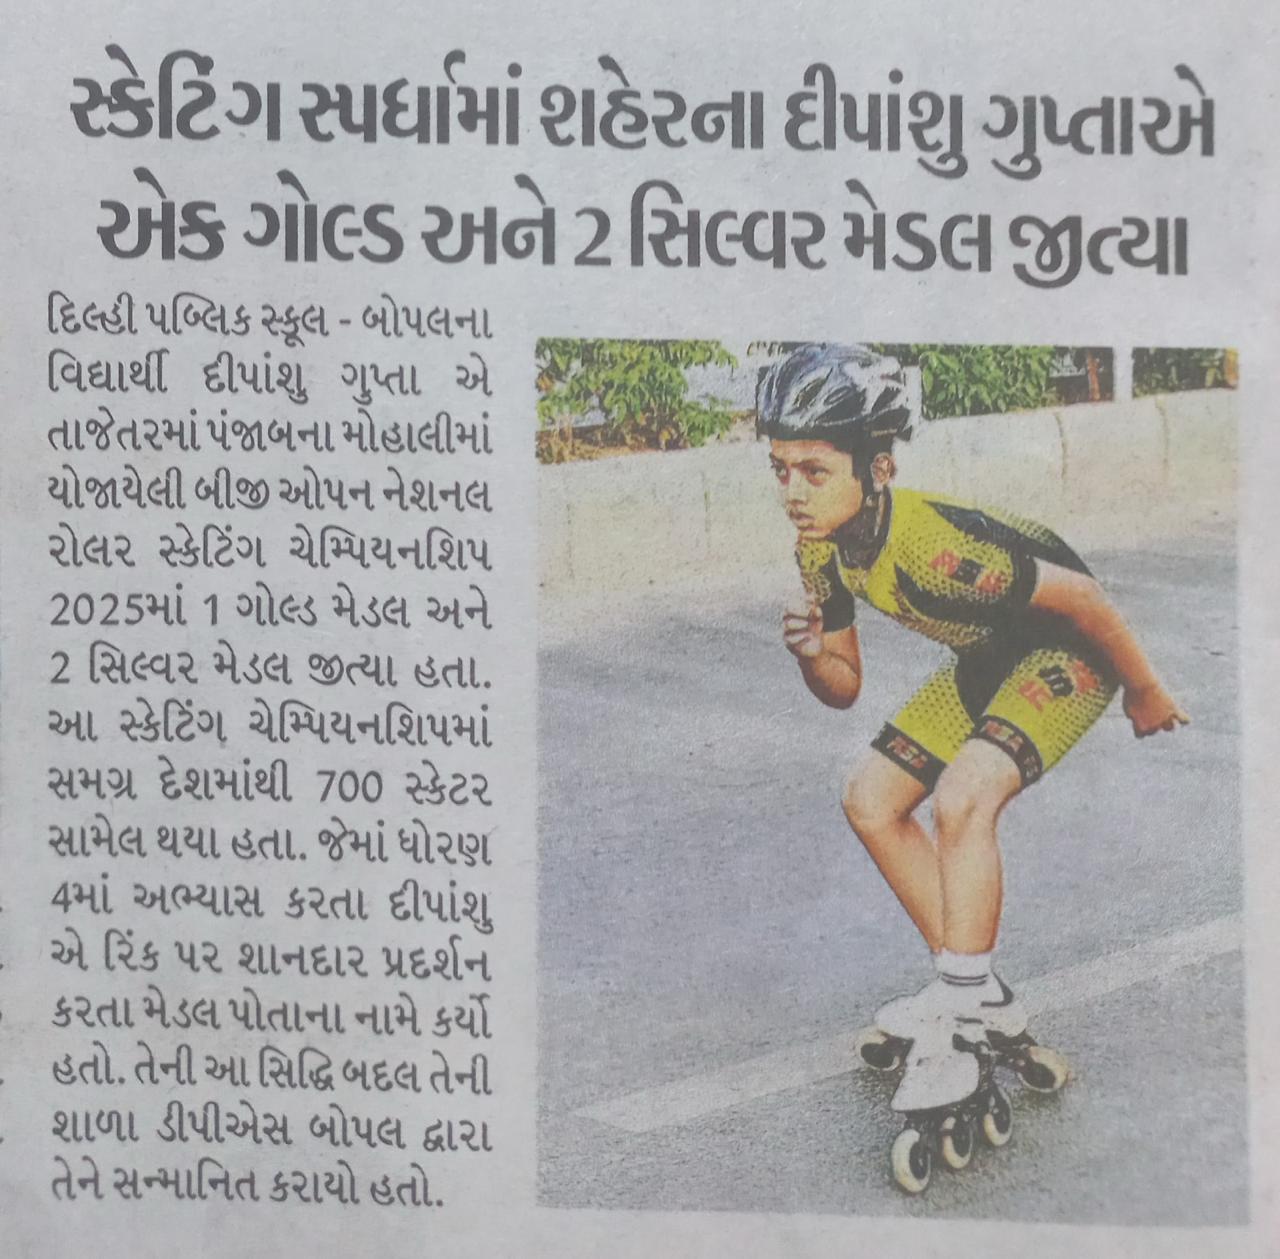 સ્કેટિંગ સ્પર્ધામાં શહેરના દીપાંશુ ગુપ્તાએ
એક ગોલ્ડ અને 2 સિલ્વર મેડલ જીત્યા
દિલ્હી પબ્લિક સ્કૂલ - બોપલના
વિદ્યાર્થી દીપાંશુ ગુપ્તા એ
તાજેતરમાં પંજાબના મોહાલીમાં
યોજાયેલી બીજી ઓપન નેશનલ
રોલર સ્કેટિંગ ચેમ્પિયનશિપ
2025માં 1 ગોલ્ડ મેડલ અને
2 સિલ્વર મેડલ જીત્યા હતા.
આ સ્કેટિંગ ચેમ્પિયનશિપમાં
સમગ્ર દેશમાંથી 700 સ્કેટર
સામેલ થયા હતા. જેમાં ધોરણ
4માં અભ્યાસ કરતા દીપાંશુ
એ રિંક પર શાનદાર પ્રદર્શન
કરતા મેડલ પોતાના નામે કર્યો
હતો. તેની આ સિદ્ધિ બદલ તેની
શાળા ડીપીએસ બોપલ દ્વારા
તેને સન્માનિત કરાયો હતો.